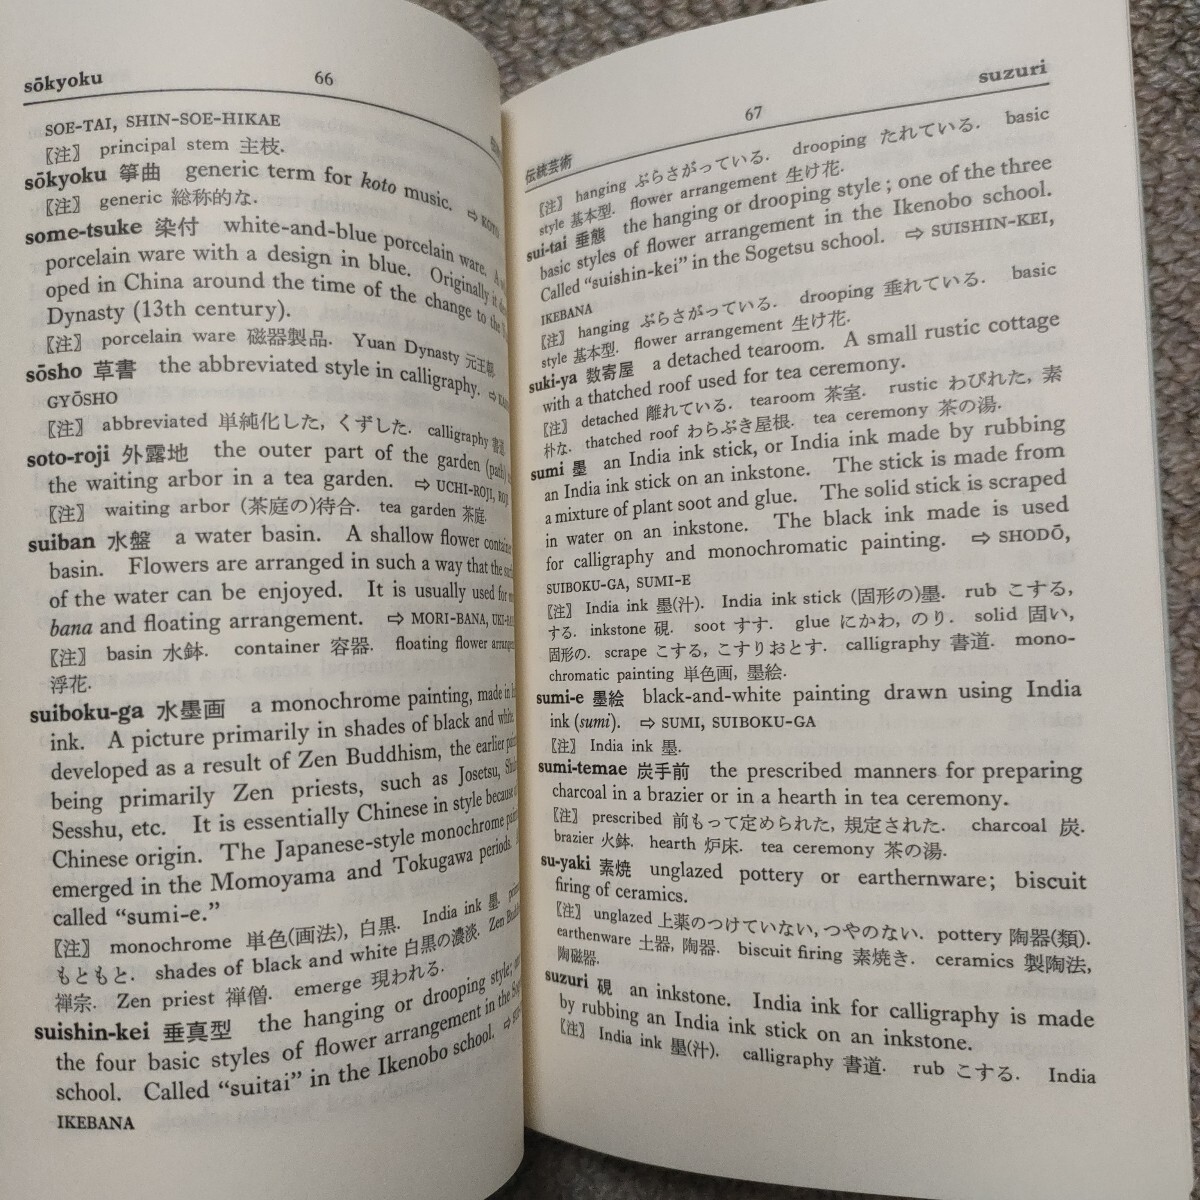 sōkyoku 66
SOE-TAI, SHIN-SOE-HIKAE
〖注〗 principal stem 主枝.
sōkyoku 箏曲 generic term for koto music. ⇨ KOTO
〖注〗 generic 総称的な.
some-tsuke 染付 white-and-blue porcelain ware. A
porcelain ware with a design in blue. Originally
oped in China around the time of the change to the
Dynasty (13th century).
〖注〗 porcelain ware 磁器製品. Yuan Dynasty 元王朝.
sōsho 草書 the abbreviated style in calligraphy. ⇨
GYŌSHO
〖注〗 abbreviated 単純化した, くずした. calligraphy 書道.
soto-roji 外露地 the outer part of the garden (path)
the waiting arbor in a tea garden. ⇨ UCHI-ROJI, ROJI
〖注〗 waiting arbor (茶庭の)待合. tea garden 茶庭.
suiban 水盤 a water basin. A shallow flower container
basin. Flowers are arranged in such a way that the
of the water can be enjoyed. It is usually used for
bana and floating arrangement. ⇨ MORI-BANA,
〖注〗 basin 水鉢. container 容器. floating flower
浮花.
suiboku-ga 水墨画 a monochrome painting, made in
ink. A picture primarily in shades of black and white
developed as a result of Zen Buddhism, the earlier
being primarily Zen priests, such as Josetsu,
Sesshu, etc. It is essentially Chinese in style because
Chinese origin. The Japanese-style monochrome
emerged in the Momoyama and Tokugawa periods.
called “sumi-e.”
〖注〗 monochrome 単色(画法), 白黒. India ink 墨
もともと. shades of black and white 白黒の濃淡. Zen
禅宗. Zen priest 禅僧. emerge 現われる.
suishin-kei 垂真型 the hanging or drooping style;
the four basic styles of flower arrangement in the
school. Called “suitai” in the Ikenobo school. ⇨
IKEBANA
67 suzuri
伝統芸術
〖注〗 hanging ぶらさがっている. drooping たれている. basic
style 基本型. flower arrangement 生け花.
sui-tai 垂態 the hanging or drooping style; one of the three
basic styles of flower arrangement in the Ikenobo school.
Called “suishin-kei” in the Sogetsu school. ⇨ SUISHIN-KEI,
IKEBANA
〖注〗 hanging ぶらさがっている. drooping 垂れている. basic
style 基本型. flower arrangement 生け花.
suki-ya 数寄屋 a detached tearoom. A small rustic cottage
with a thatched roof used for tea ceremony.
〖注〗 detached 離れている. tearoom 茶室. rustic わびれた, 素
朴な. thatched roof わらぶき屋根. tea ceremony 茶の湯.
sumi 墨 an India ink stick, or India ink made by rubbing
an India ink stick on an inkstone. The stick is made from
a mixture of plant soot and glue. The solid stick is scraped
in water on an inkstone. The black ink made is used
for calligraphy and monochromatic painting. ⇨ SHODŌ,
SUIBOKU-GA, SUMI-E
〖注〗 India ink 墨(汁). India ink stick (固形の)墨. rub こする,
する. inkstone 硯. soot すす. glue にかわ, のり. solid 固い,
固形の. scrape こする, こすりおとす. calligraphy 書道. mono-
chromatic painting 単色画, 墨絵.
sumi-e 墨絵 black-and-white painting drawn using India
ink (sumi). ⇨ SUMI, SUIBOKU-GA
〖注〗 India ink 墨.
sumi-temae 炭手前 the prescribed manners for preparing
charcoal in a brazier or in a hearth in tea ceremony.
〖注〗 prescribed 前もって定められた, 規定された. charcoal 炭.
brazier 火鉢. hearth 炉床. tea ceremony 茶の湯.
su-yaki 素焼 unglazed pottery or earthernware; biscuit
firing of ceramics.
〖注〗 unglazed 上薬のつけていない, つやのない. pottery 陶器(類).
earthenware 土器, 陶器. biscuit firing 素焼き. ceramics 製陶法,
陶磁器.
suzuri 硯 an inkstone. India ink for calligraphy is made
by rubbing an India ink stick on an inkstone.
〖注〗 India ink 墨(汁). calligraphy 書道. rub こする. India